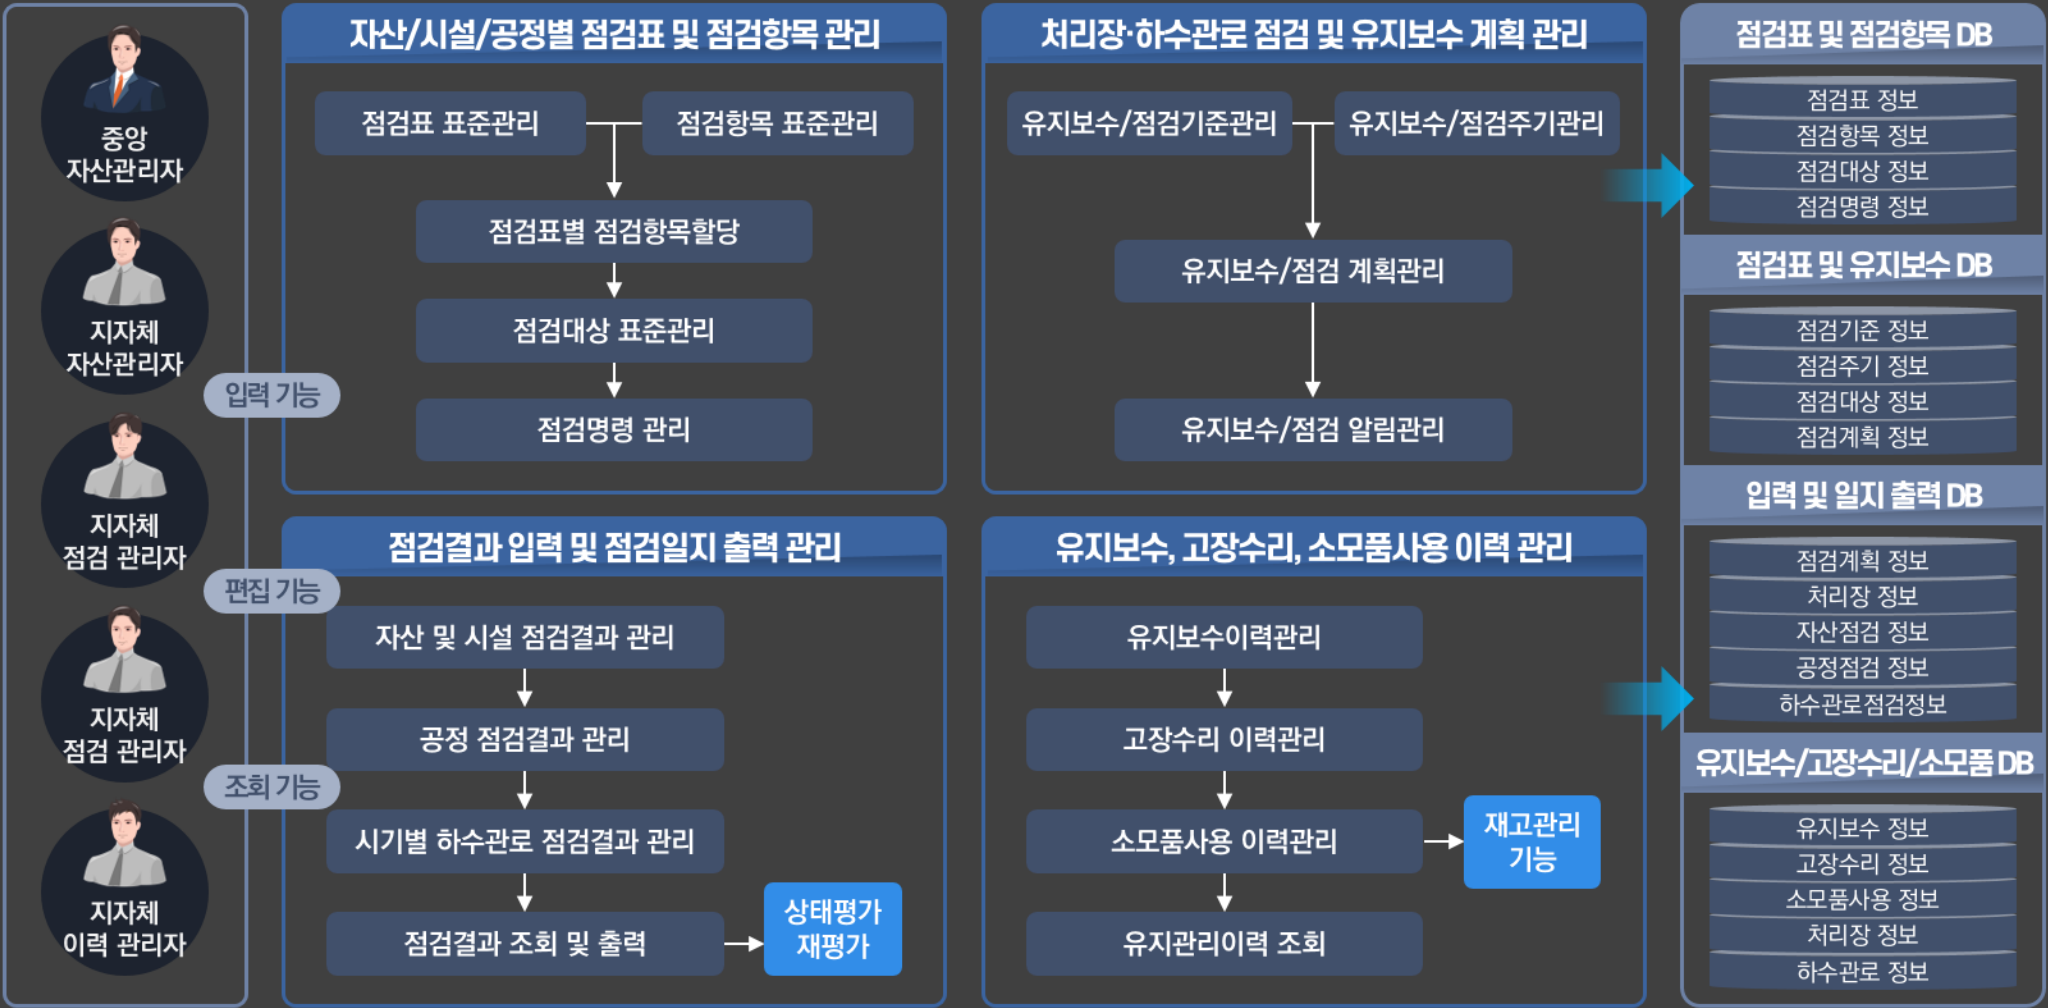 중앙
자산관리자
지자체
자산관리자
지자체
점검 관리자
지자체
점검 관리자
지자체
이력 관리자
입력 기능
편집 기능
조회 기능
자산/시설/공정별 점검표 및 점검항목 관리
점검표 표준관리
점검항목 표준관리
점검표별 점검항목할당
점검대상 표준관리
점검명령 관리
처리장·하수관로 점검 및 유지보수 계획 관리
유지보수/점검기준관리
유지보수/점검주기관리
유지보수/점검 계획관리
유지보수/점검 알림관리
점검결과 입력 및 점검일지 출력 관리
자산 및 시설 점검결과 관리
공정 점검결과 관리
시기별 하수관로 점검결과 관리
점검결과 조회 및 출력
상태평가
재평가
유지보수, 고장수리, 소모품사용 이력 관리
유지보수이력관리
고장수리 이력관리
소모품사용 이력관리
재고관리
기능
유지관리이력 조회
점검표 및 점검항목 DB
점검표 정보
점검항목 정보
점검대상 정보
점검명령 정보
점검표 및 유지보수 DB
점검기준 정보
점검주기 정보
점검대상 정보
점검계획 정보
입력 및 일지 출력 DB
점검계획 정보
처리장 정보
자산점검 정보
공정점검 정보
하수관로점검정보
유지보수/고장수리/소모품 DB
유지보수 정보
고장수리 정보
소모품사용 정보
처리장 정보
하수관로 정보